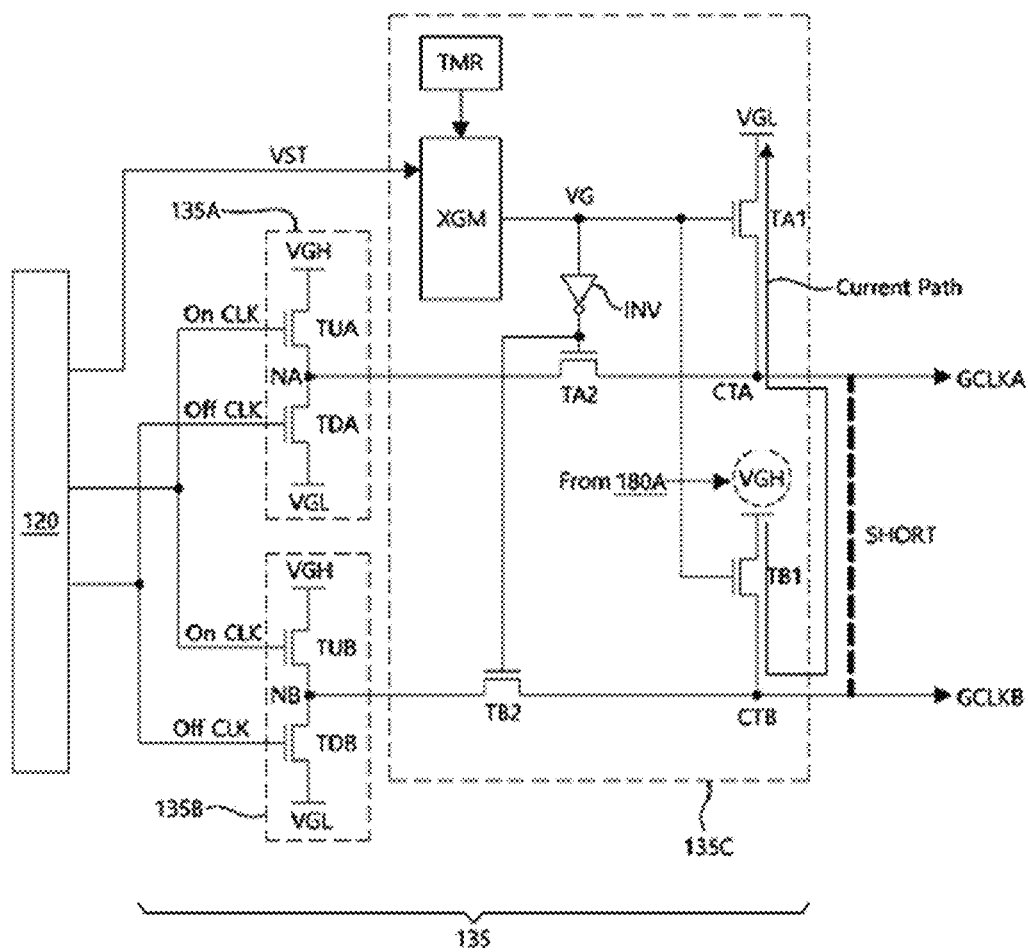 TMR
VGL
VST
VG
135A
XGM
TA1
VGH
Current Path
On CLK
TUA
INV
NA
TA2
CTA
GCLKA
Off CLK
TDA
From 180A
VGH
VGL
120
SHORT
VGH
TB1
On CLK
TUB
NB
TB2
CTB
GCLKB
Off CLK
TDB
135B
VGL
135C
135